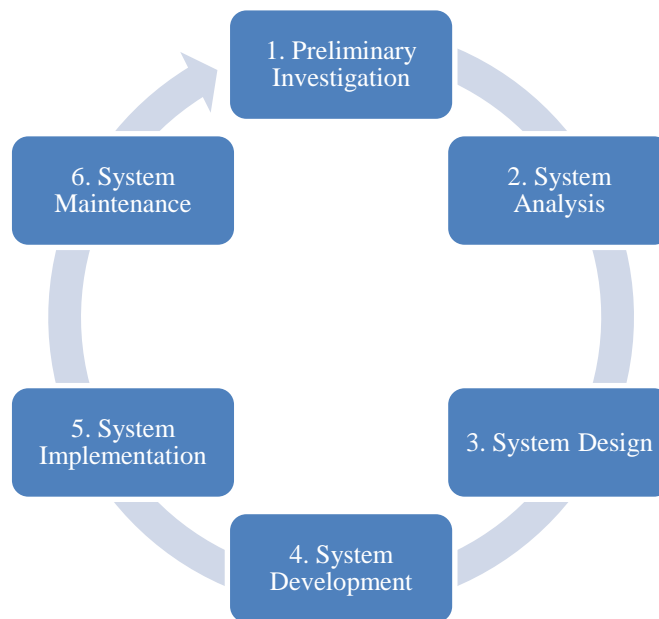 1. Preliminary
Investigation
2. System
Analysis
3. System Design
4. System
Development
5. System
Implementation
6. System
Maintenance